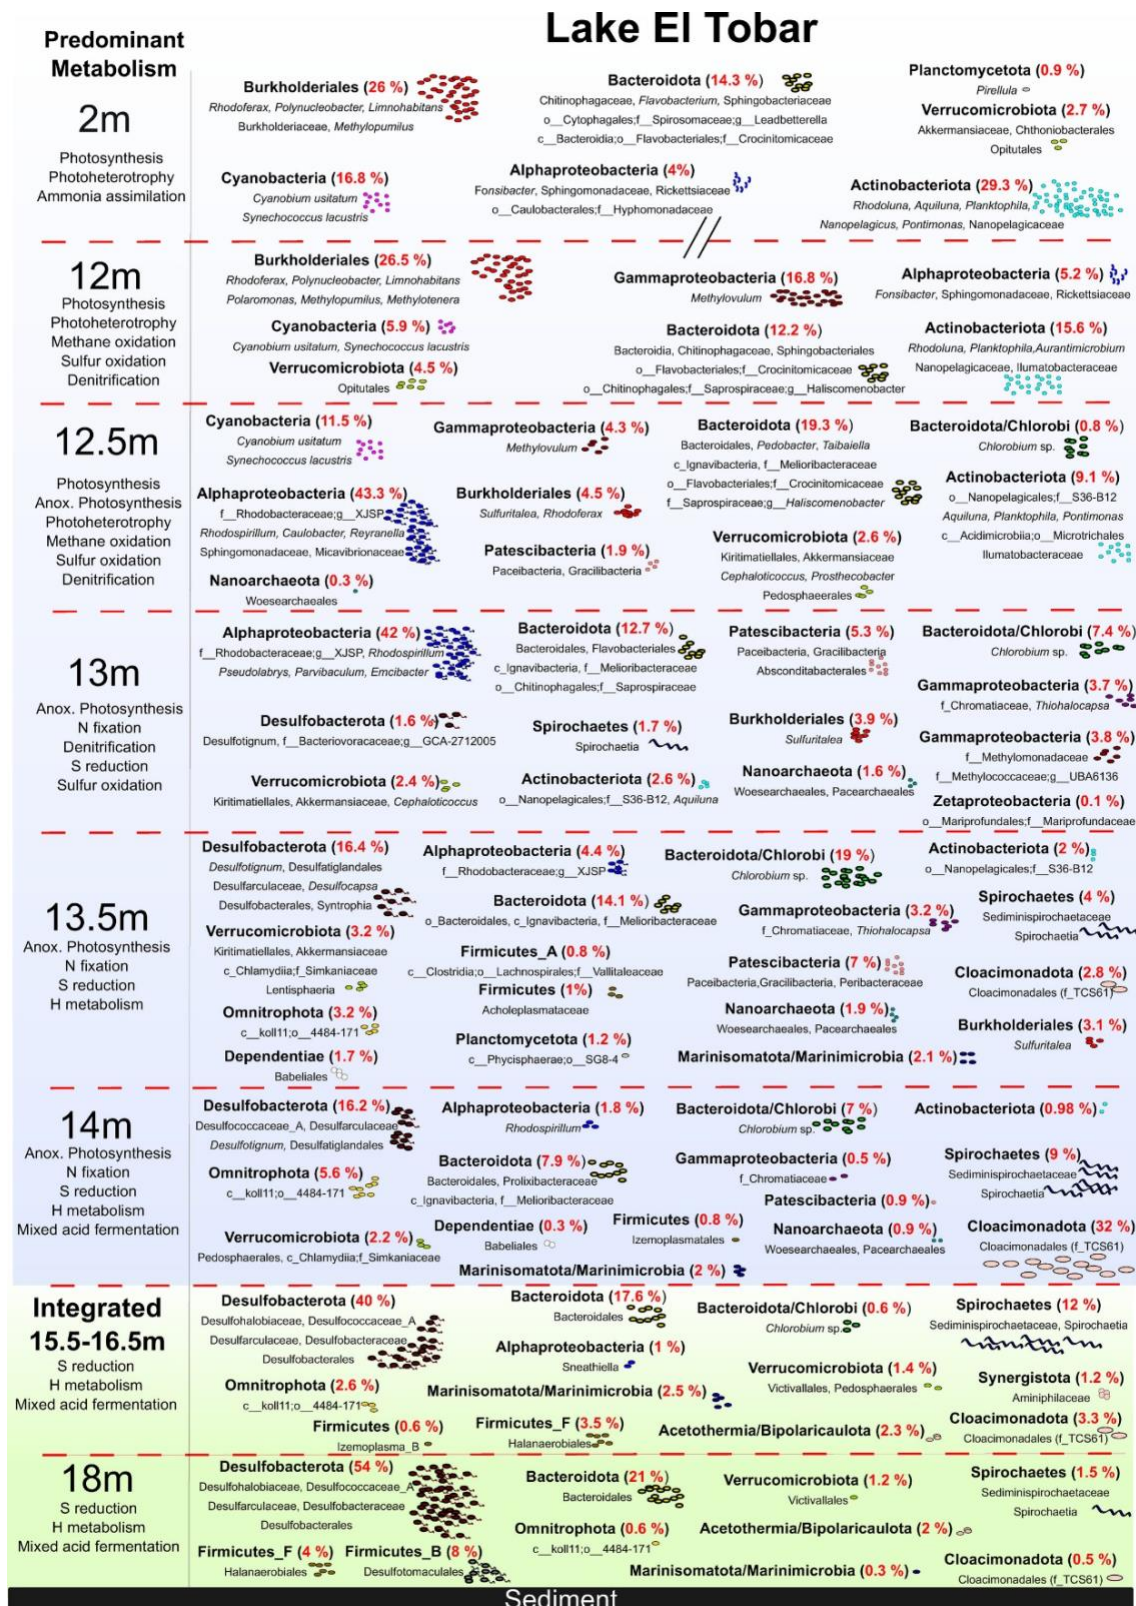 Lake El Tobar
Predominant
Metabolism
2m
Photosynthesis
Photoheterotrophy
Ammonia assimilation
Burkholderiales (26 %)
Rhodoferax, Polynucleobacter, Limnohabitans
Burkholderiaceae, Methylopumilus
Bacteroidota (14.3 %)
Chitinophagaceae, Flavobacterium, Sphingobacteriaceae
o__Cytophagales;f__Spirosomaceae;g__Leadbetterella
c__Bacteroidia;o__Flavobacteriales;f__Crocinitomicaceae
Planctomycetota (0.9 %)
Pirellula
Verrucomicrobiota (2.7 %)
Akkermansiaceae, Chthoniobacterales
Opitutales
Cyanobacteria (16.8 %)
Cyanobium usitatum
Synechococcus lacustris
Alphaproteobacteria (4%)
Fonsibacter, Sphingomonadaceae, Rickettsiaceae
o__Caulobacterales;f__Hyphomonadaceae
Actinobacteriota (29.3 %)
Rhodoluna, Aquiluna, Planktophila,
Nanopelagicus, Pontimonas, Nanopelagicaceae
12m
Photosynthesis
Photoheterotrophy
Methane oxidation
Sulfur oxidation
Denitrification
Burkholderiales (26.5 %)
Rhodoferax, Polynucleobacter, Limnohabitans
Polaromonas, Methylopumilus, Methylotenera
Cyanobacteria (5.9 %)
Cyanobium usitatum, Synechococcus lacustris
Verrucomicrobiota (4.5 %)
Opitutales
Gammaproteobacteria (16.8 %)
Methylovulum
Bacteroidota (12.2 %)
Bacteroidia, Chitinophagaceae, Sphingobacteriales
o__Flavobacteriales;f__Crocinitomicaceae
o__Chitinophagales;f__Saprospiraceae;g__Haliscomenobacter
Alphaproteobacteria (5.2 %)
Fonsibacter, Sphingomonadaceae, Rickettsiaceae
Actinobacteriota (15.6 %)
Rhodoluna, Planktophila,Aurantimicrobium
Nanopelagicaceae, Ilumatobacteraceae
12.5m
Photosynthesis
Anox. Photosynthesis
Photoheterotrophy
Methane oxidation
Sulfur oxidation
Denitrification
Cyanobacteria (11.5 %)
Cyanobium usitatum
Synechococcus lacustris
Alphaproteobacteria (43.3 %)
f__Rhodobacteraceae;g__XJSP
Rhodospirillum, Caulobacter, Reyranella
Sphingomonadaceae, Micavibrionaceae
Nanoarchaeota (0.3 %)
Woesearchaeales
Gammaproteobacteria (4.3 %)
Methylovulum
Burkholderiales (4.5 %)
Sulfuritalea, Rhodoferax
Patescibacteria (1.9 %)
Paceibacteria, Gracilibacteria
Bacteroidota (19.3 %)
Bacteroidales, Pedobacter, Taibaiella
c_Ignavibacteria, f__Melioribacteraceae
o__Flavobacteriales;f__Crocinitomicaceae
f__Saprospiraceae;g__Haliscomenobacter
Verrucomicrobiota (2.6 %)
Kiritimatiellales, Akkermansiaceae
Cephaloticoccus, Prosthecobacter
Pedosphaeerales
Bacteroidota/Chlorobi (0.8 %)
Chlorobium sp.
Actinobacteriota (9.1 %)
o__Nanopelagicales;f__S36-B12
Aquiluna, Planktophila, Pontimonas
c__Acidimicrobiia;o__Microtrichales
Ilumatobacteraceae
13m
Anox. Photosynthesis
N fixation
Denitrification
S reduction
Sulfur oxidation
Alphaproteobacteria (42 %)
f__Rhodobacteraceae;g__XJSP, Rhodospirillum
Pseudolabrys, Parvibaculum, Emcibacter
Desulfobacterota (1.6 %)
Desulfotignum, f__Bacteriovoracaceae;g__GCA-2712005
Verrucomicrobiota (2.4 %)
Kiritimatiellales, Akkermansiaceae, Cephaloticoccus
Bacteroidota (12.7 %)
Bacteroidales, Flavobacteriales
c_Ignavibacteria, f__Melioribacteraceae
o__Chitinophagales;f__Saprospiraceae
Spirochaetes (1.7 %)
Spirochaetia
Actinobacteriota (2.6 %)
o__Nanopelagicales;f__S36-B12, Aquiluna
Patescibacteria (5.3 %)
Paceibacteria, Gracilibacteria
Absconditabacterales
Burkholderiales (3.9 %)
Sulfuritalea
Nanoarchaeota (1.6 %)
Woesearchaeales, Pacearchaeales
Bacteroidota/Chlorobi (7.4 %)
Chlorobium sp.
Gammaproteobacteria (3.7 %)
f_Chromatiaceae, Thiohalocapsa
Gammaproteobacteria (3.8 %)
f__Methylomonadaceae
f__Methylococcaceae;g__UBA6136
Zetaproteobacteria (0.1 %)
o__Mariprofundales;f__Mariprofundaceae
13.5m
Anox. Photosynthesis
N fixation
S reduction
H metabolism
Desulfobacterota (16.4 %)
Desulfotignum, Desulfatiglandales
Desulfarculaceae, Desulfocapsa
Desulfobacterales, Syntrophia
Verrucomicrobiota (3.2 %)
Kiritimatiellales, Akkermansiaceae
c_Chlamydiia;f_Simkaniaceae
Lentisphaeria
Omnitrophota (3.2 %)
c__koll11;o__4484-171
Dependentiae (1.7 %)
Babeliales
Alphaproteobacteria (4.4 %)
f__Rhodobacteraceae;g__XJSP
Bacteroidota (14.1 %)
o_Bacteroidales, c_Ignavibacteria, f__Melioribacteraceae
Firmicutes_A (0.8 %)
c__Clostridia;o__Lachnospirales;f__Vallitaleaceae
Firmicutes (1%)
Acholeplasmataceae
Planctomycetota (1.2 %)
c__Phycisphaerae;o__SG8-4
Bacteroidota/Chlorobi (19 %)
Chlorobium sp.
Gammaproteobacteria (3.2 %)
f_Chromatiaceae, Thiohalocapsa
Patescibacteria (7 %)
Paceibacteria,Gracilibacteria, Peribacteraceae
Nanoarchaeota (1.9 %)
Woesearchaeales, Pacearchaeales
Marinisomatota/Marinimicrobia (2.1 %)
Actinobacteriota (2 %)
o__Nanopelagicales;f__S36-B12
Spirochaetes (4 %)
Sediminispirochaetaceae
Spirochaetia
Cloacimonadota (2.8 %)
Cloacimonadales (f_TCS61)
Burkholderiales (3.1 %)
Sulfuritalea
14m
Anox. Photosynthesis
N fixation
S reduction
H metabolism
Mixed acid fermentation
Desulfobacterota (16.2 %)
Desulfococcaceae_A, Desulfarculaceae
Desulfotignum, Desulfatiglandales
Omnitrophota (5.6 %)
c__koll11;o__4484-171
Verrucomicrobiota (2.2 %)
Pedosphaerales, c_Chlamydiia;f_Simkaniaceae
Alphaproteobacteria (1.8 %)
Rhodospirillum
Bacteroidota (7.9 %)
Bacteroidales, Prolixibacteraceae
c_Ignavibacteria, f__Melioribacteraceae
Dependentiae (0.3 %)
Babeliales
Firmicutes (0.8 %)
Izemoplasmatales
Marinisomatota/Marinimicrobia (2 %)
Bacteroidota/Chlorobi (7 %)
Chlorobium sp.
Gammaproteobacteria (0.5 %)
f_Chromatiaceae
Patescibacteria (0.9 %)
Nanoarchaeota (0.9 %)
Woesearchaeales, Pacearchaeales
Actinobacteriota (0.98 %)
Spirochaetes (9 %)
Sediminispirochaetaceae
Spirochaetia
Cloacimonadota (32 %)
Cloacimonadales (f_TCS61)
Integrated
15.5-16.5m
S reduction
H metabolism
Mixed acid fermentation
Desulfobacterota (40 %)
Desulfohalobiaceae, Desulfococcaceae_A
Desulfarculaceae, Desulfobacteraceae
Desulfobacterales
Omnitrophota (2.6 %)
c__koll11;o__4484-171
Firmicutes (0.6 %)
Izemoplasma_B
Bacteroidota (17.6 %)
Bacteroidales
Alphaproteobacteria (1 %)
Sneathiella
Marinisomatota/Marinimicrobia (2.5 %)
Firmicutes_F (3.5 %)
Halanaerobiales
Bacteroidota/Chlorobi (0.6 %)
Chlorobium sp.
Verrucomicrobiota (1.4 %)
Victivallales, Pedosphaerales
Acetothermia/Bipolaricaulota (2.3 %)
Spirochaetes (12 %)
Sediminispirochaetaceae, Spirochaetia
Synergistota (1.2 %)
Aminiphilaceae
Cloacimonadota (3.3 %)
Cloacimonadales (f_TCS61)
18m
S reduction
H metabolism
Mixed acid fermentation
Desulfobacterota (54 %)
Desulfohalobiaceae, Desulfococcaceae_A
Desulfarculaceae, Desulfobacteraceae
Desulfobacterales
Firmicutes_F (4 %)
Halanaerobiales
Firmicutes_B (8 %)
Desulfotomaculales
Bacteroidota (21 %)
Bacteroidales
Omnitrophota (0.6 %)
c__koll11;o__4484-171
Verrucomicrobiota (1.2 %)
Victivallales
Acetothermia/Bipolaricaulota (2 %)
Marinisomatota/Marinimicrobia (0.3 %)
Spirochaetes (1.5 %)
Sediminispirochaetaceae
Spirochaetia
Cloacimonadota (0.5 %)
Cloacimonadales (f_TCS61)
Sediment